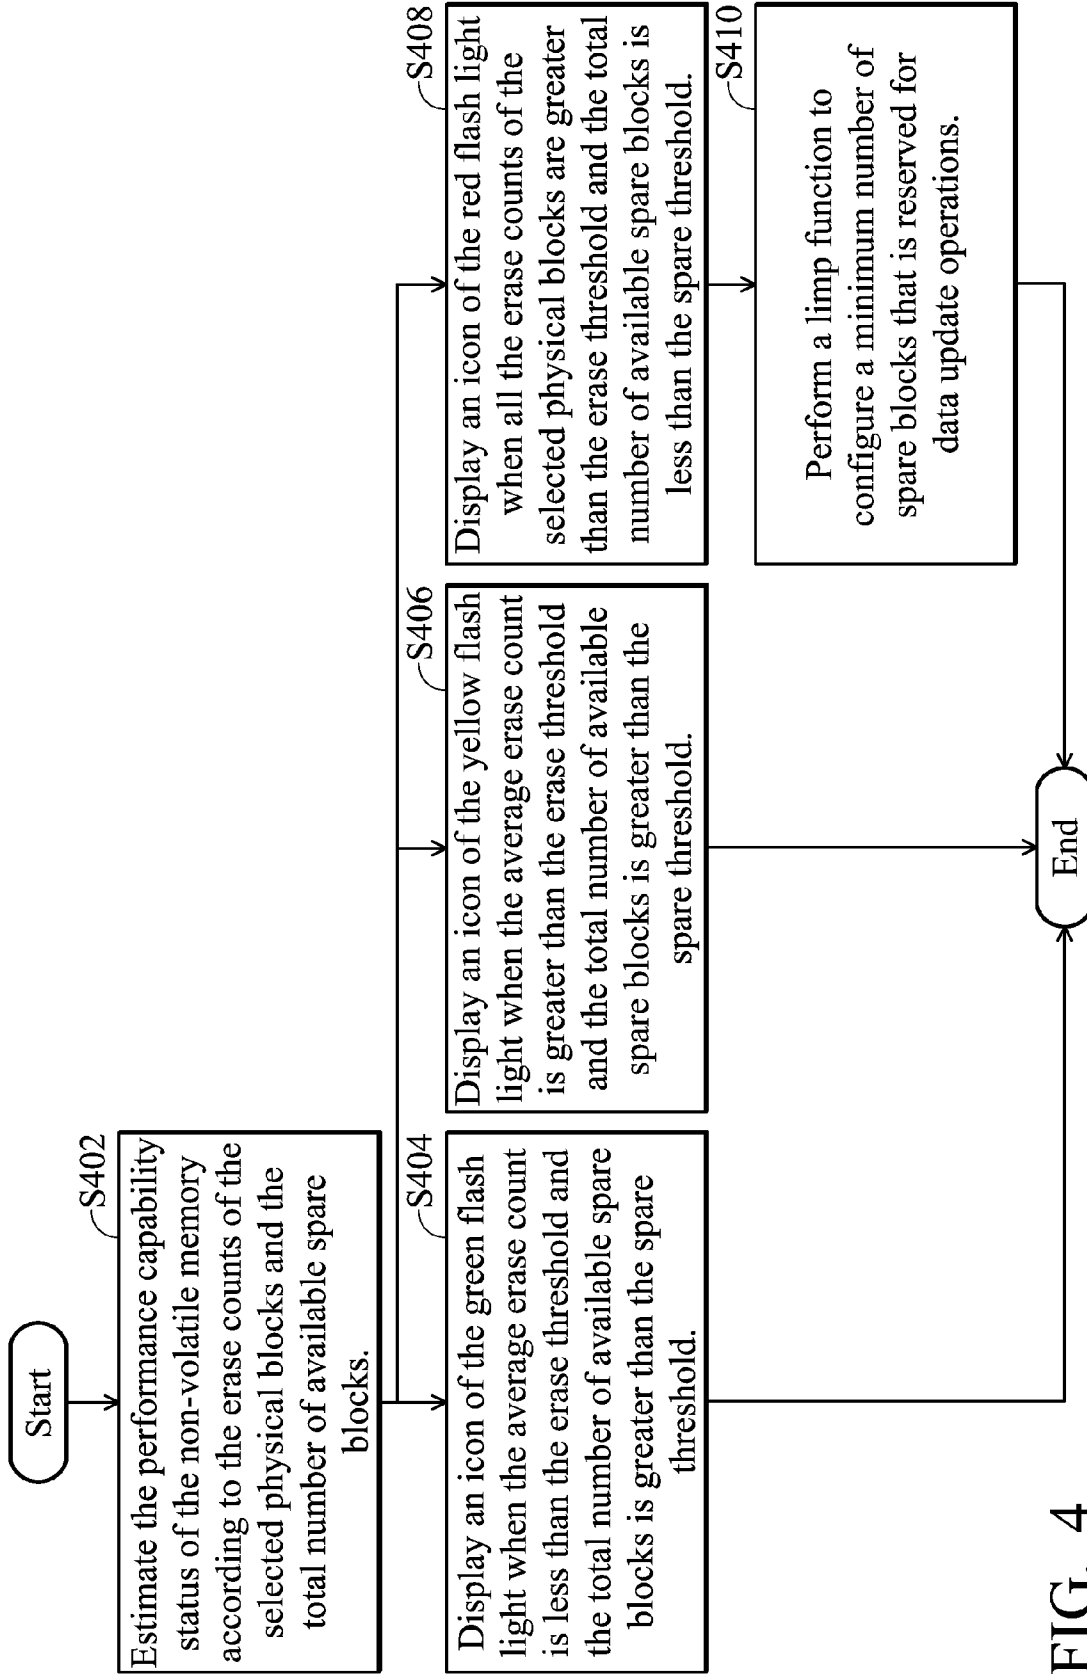 Start
S402
Estimate the performance capability
status of the non-volatile memory
according to the erase counts of the
selected physical blocks and the
total number of available spare
blocks.
S404
Display an icon of the green flash
light when the average erase count
is less than the erase threshold and
the total number of available spare
blocks is greater than the spare
threshold.
S406
Display an icon of the yellow flash
light when the average erase count
is greater than the erase threshold
and the total number of available
spare blocks is greater than the
spare threshold.
S408
Display an icon of the red flash light
when all the erase counts of the
selected physical blocks are greater
than the erase threshold and the total
number of available spare blocks is
less than the spare threshold.
S410
Perform a limp function to
configure a minimum number of
spare blocks that is reserved for
data update operations.
End
FIG. 4